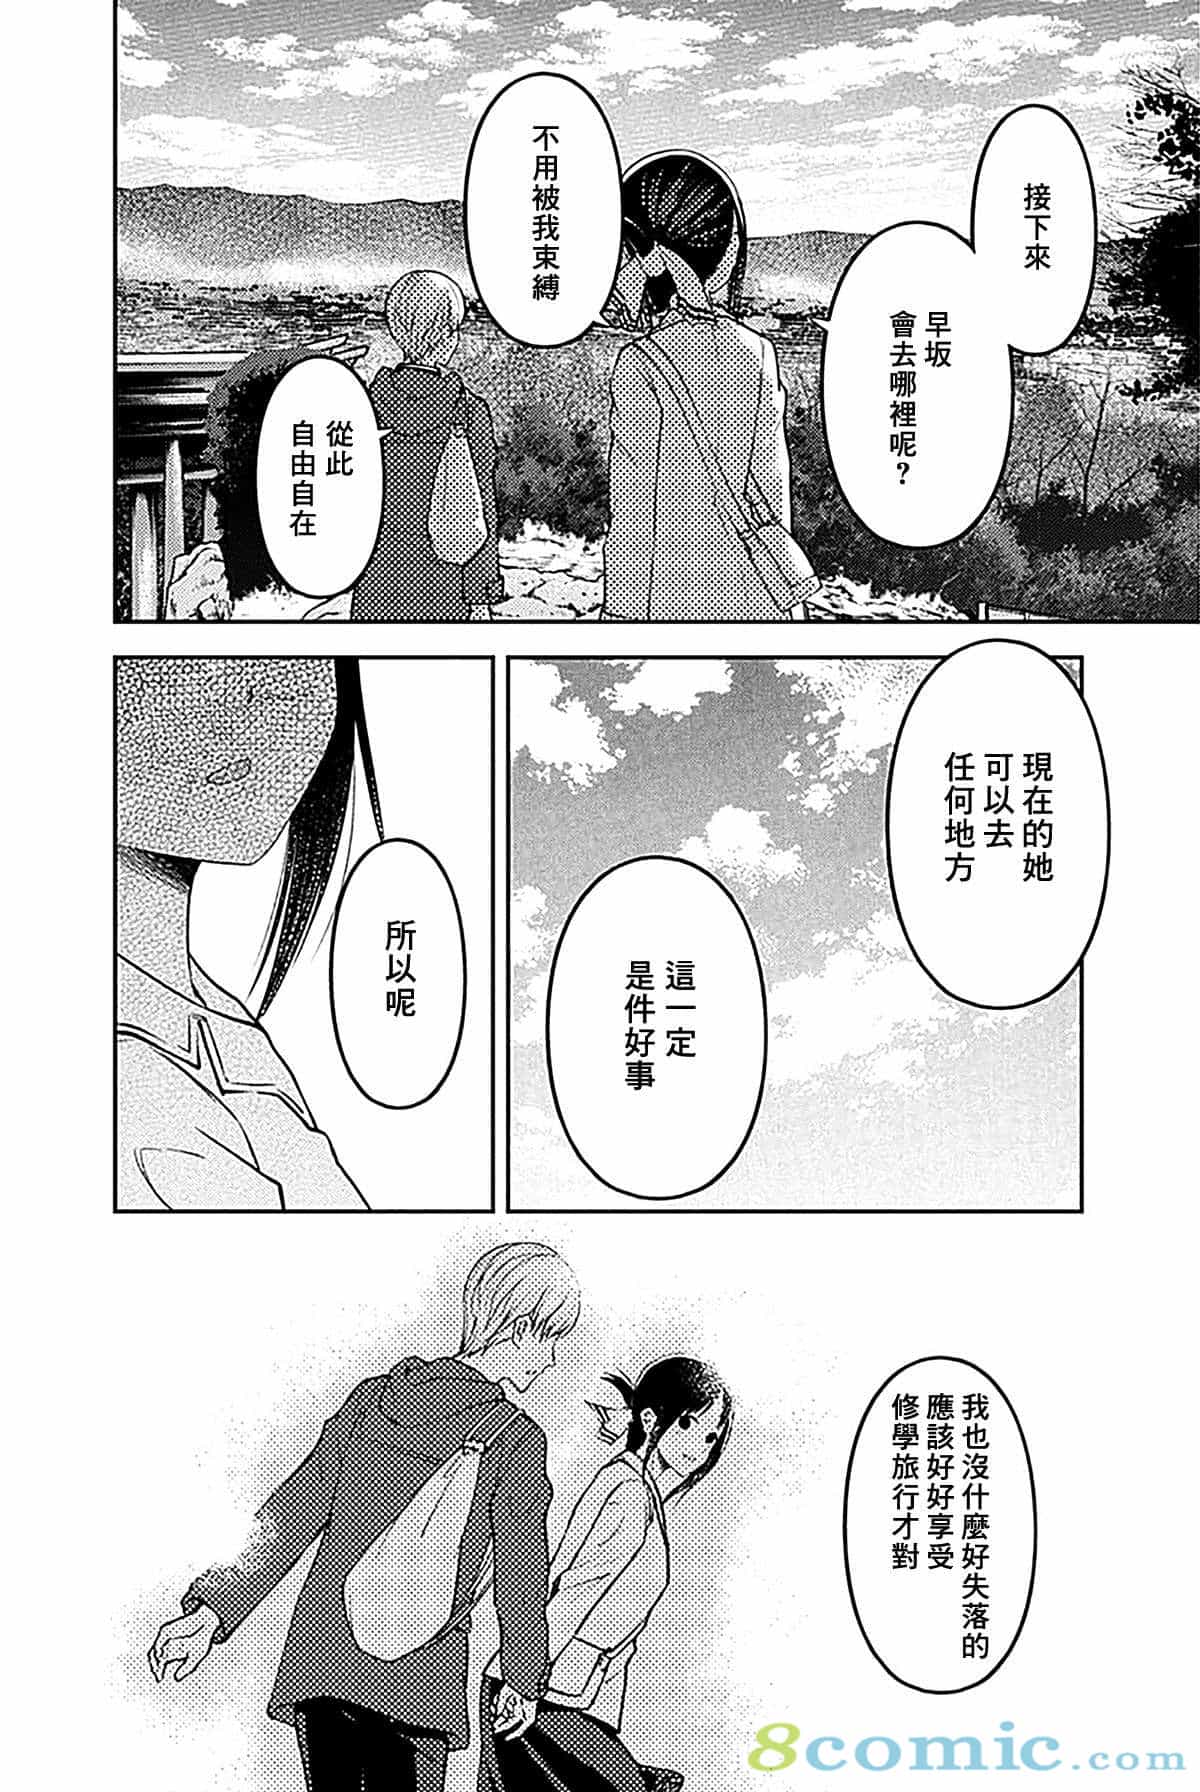 接下來
早坂
會去哪裡呢？
不用被我束縛
從此
自由自在
現在的她
可以去
任何地方
這一定
是件好事
所以呢
我也沒什麼好失落的
應該好好享受
修學旅行才對
8comic.com